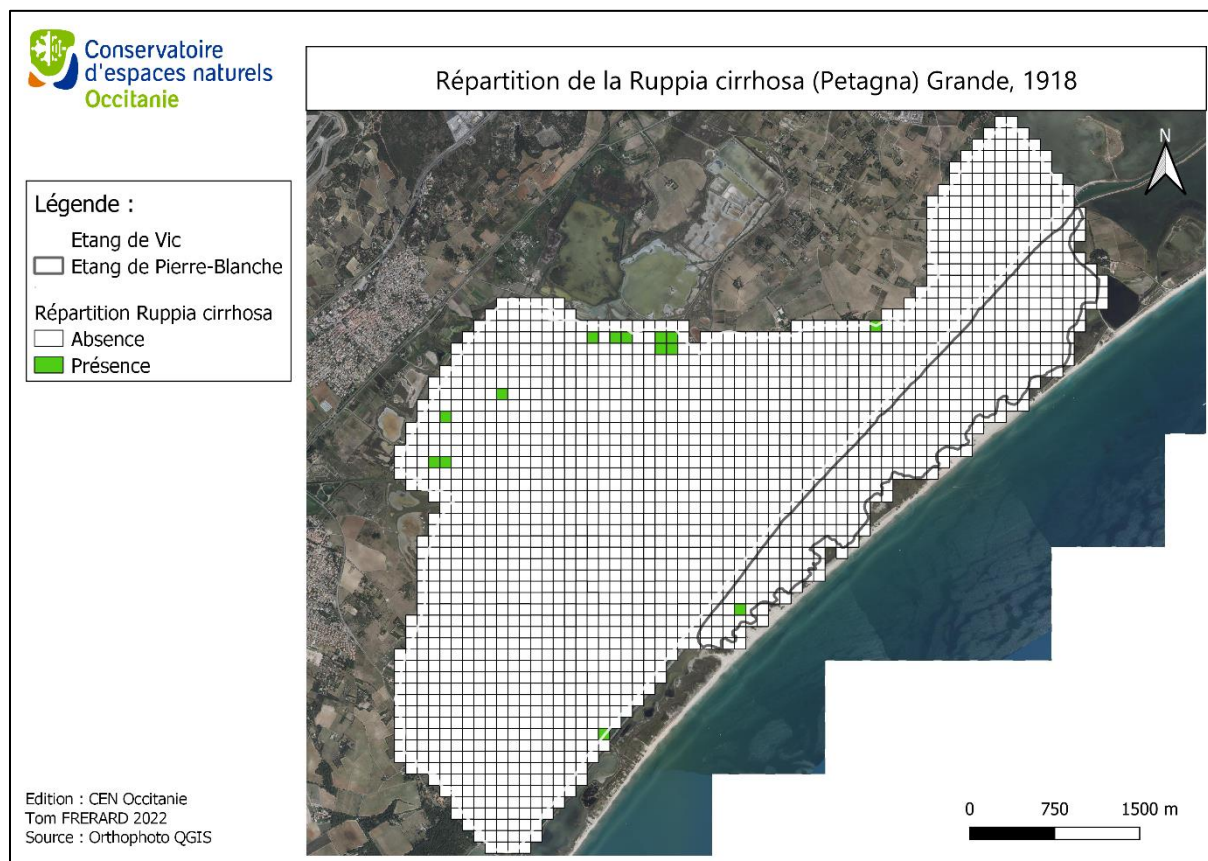 Conservatoire
d'espaces naturels
Occitanie
Répartition de la Ruppia cirrhosa (Petagna) Grande, 1918
N
Légende :
Etang de Vic
Etang de Pierre-Blanche
Répartition Ruppia cirrhosa
Absence
Présence
Edition : CEN Occitanie
Tom FRERARD 2022
Source : Orthophoto QGIS
0 750 1500 m